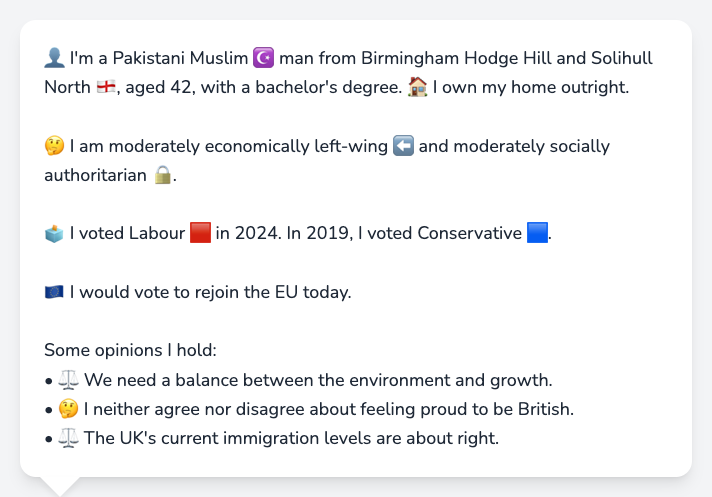 👤 I'm a Pakistani Muslim ☪️ man from Birmingham Hodge Hill and Solihull
North 🏴󠁧󠁢󠁥󠁮󠁧󠁿, aged 42, with a bachelor's degree. 🏠 I own my home outright.
🤔 I am moderately economically left-wing ⬅️ and moderately socially
authoritarian 🔒.
🗳️ I voted Labour 🟥 in 2024. In 2019, I voted Conservative 🟦.
🇪🇺 I would vote to rejoin the EU today.
Some opinions I hold:
• ⚖️ We need a balance between the environment and growth.
• 🤔 I neither agree nor disagree about feeling proud to be British.
• ⚖️ The UK's current immigration levels are about right.